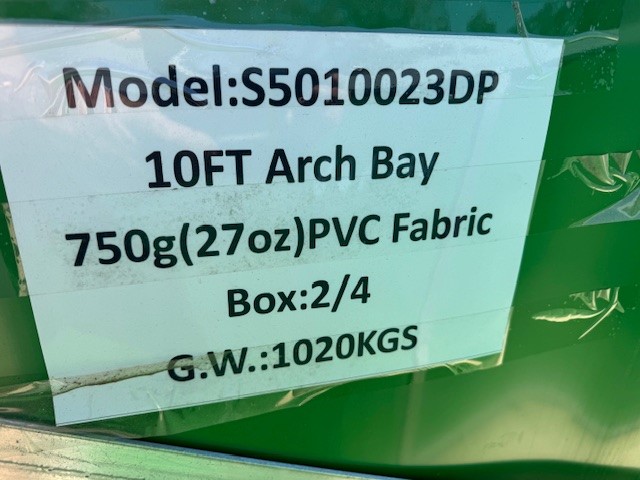 Model:S5010023DP
10FT Arch Bay
750g(27oz)PVC Fabric
Box:2/4
G.W.:1020KGS